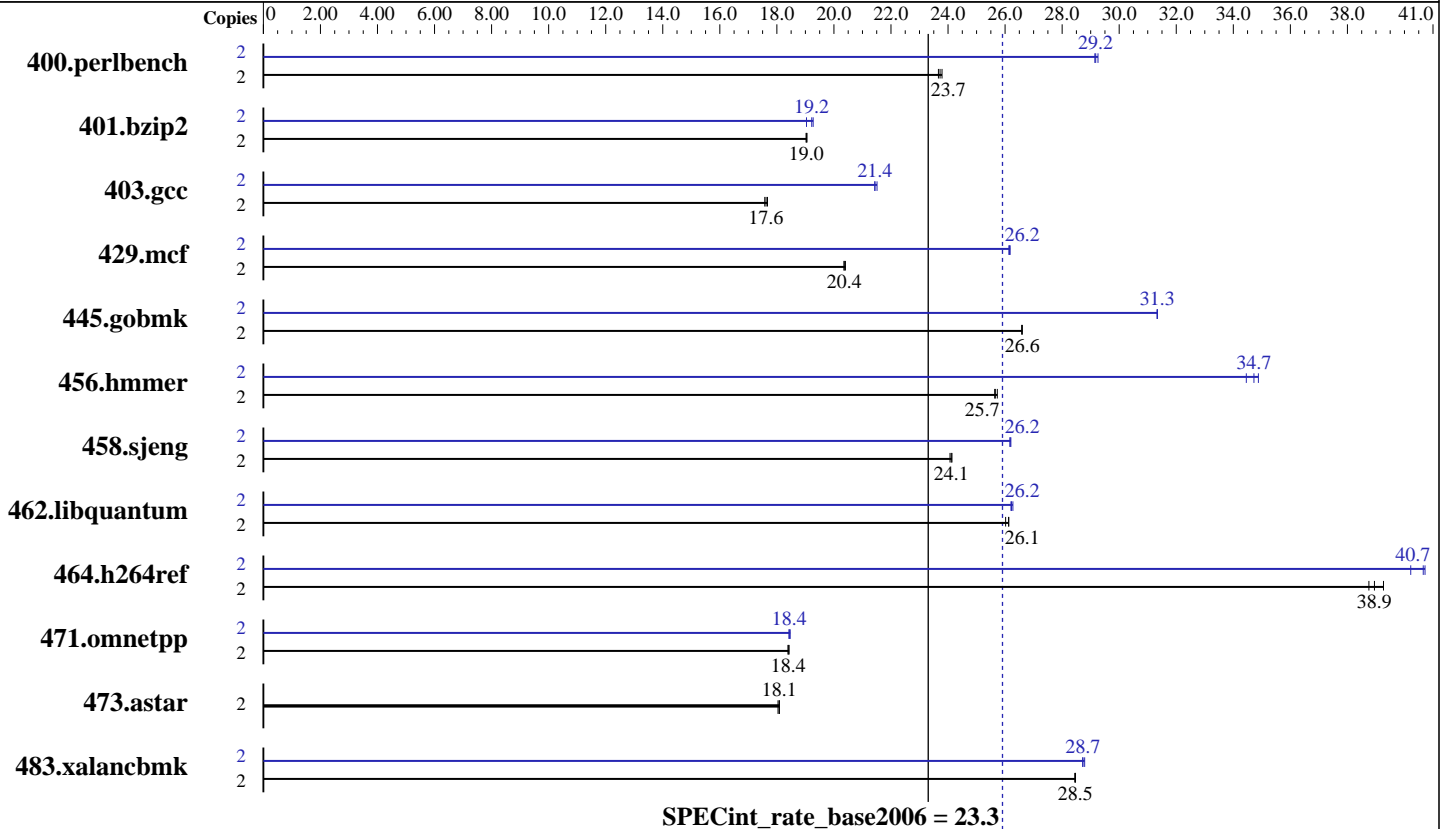 Copies 0 2.00 4.00 6.00 8.00 10.0 12.0 14.0 16.0 18.0 20.0 22.0 24.0 26.0 28.0 30.0 32.0 34.0 36.0 38.0 41.0
400.perlbench 2 29.2
2 23.7
401.bzip2 2 19.2
2 19.0
403.gcc 2 21.4
2 17.6
429.mcf 2 26.2
2 20.4
445.gobmk 2 31.3
2 26.6
456.hmmer 2 34.7
2 25.7
458.sjeng 2 26.2
2 24.1
462.libquantum 2 26.2
2 26.1
464.h264ref 2 40.7
2 38.9
471.omnetpp 2 18.4
2 18.4
473.astar 2 18.1
483.xalancbmk 2 28.7
2 28.5
SPECint_rate_base2006 = 23.3